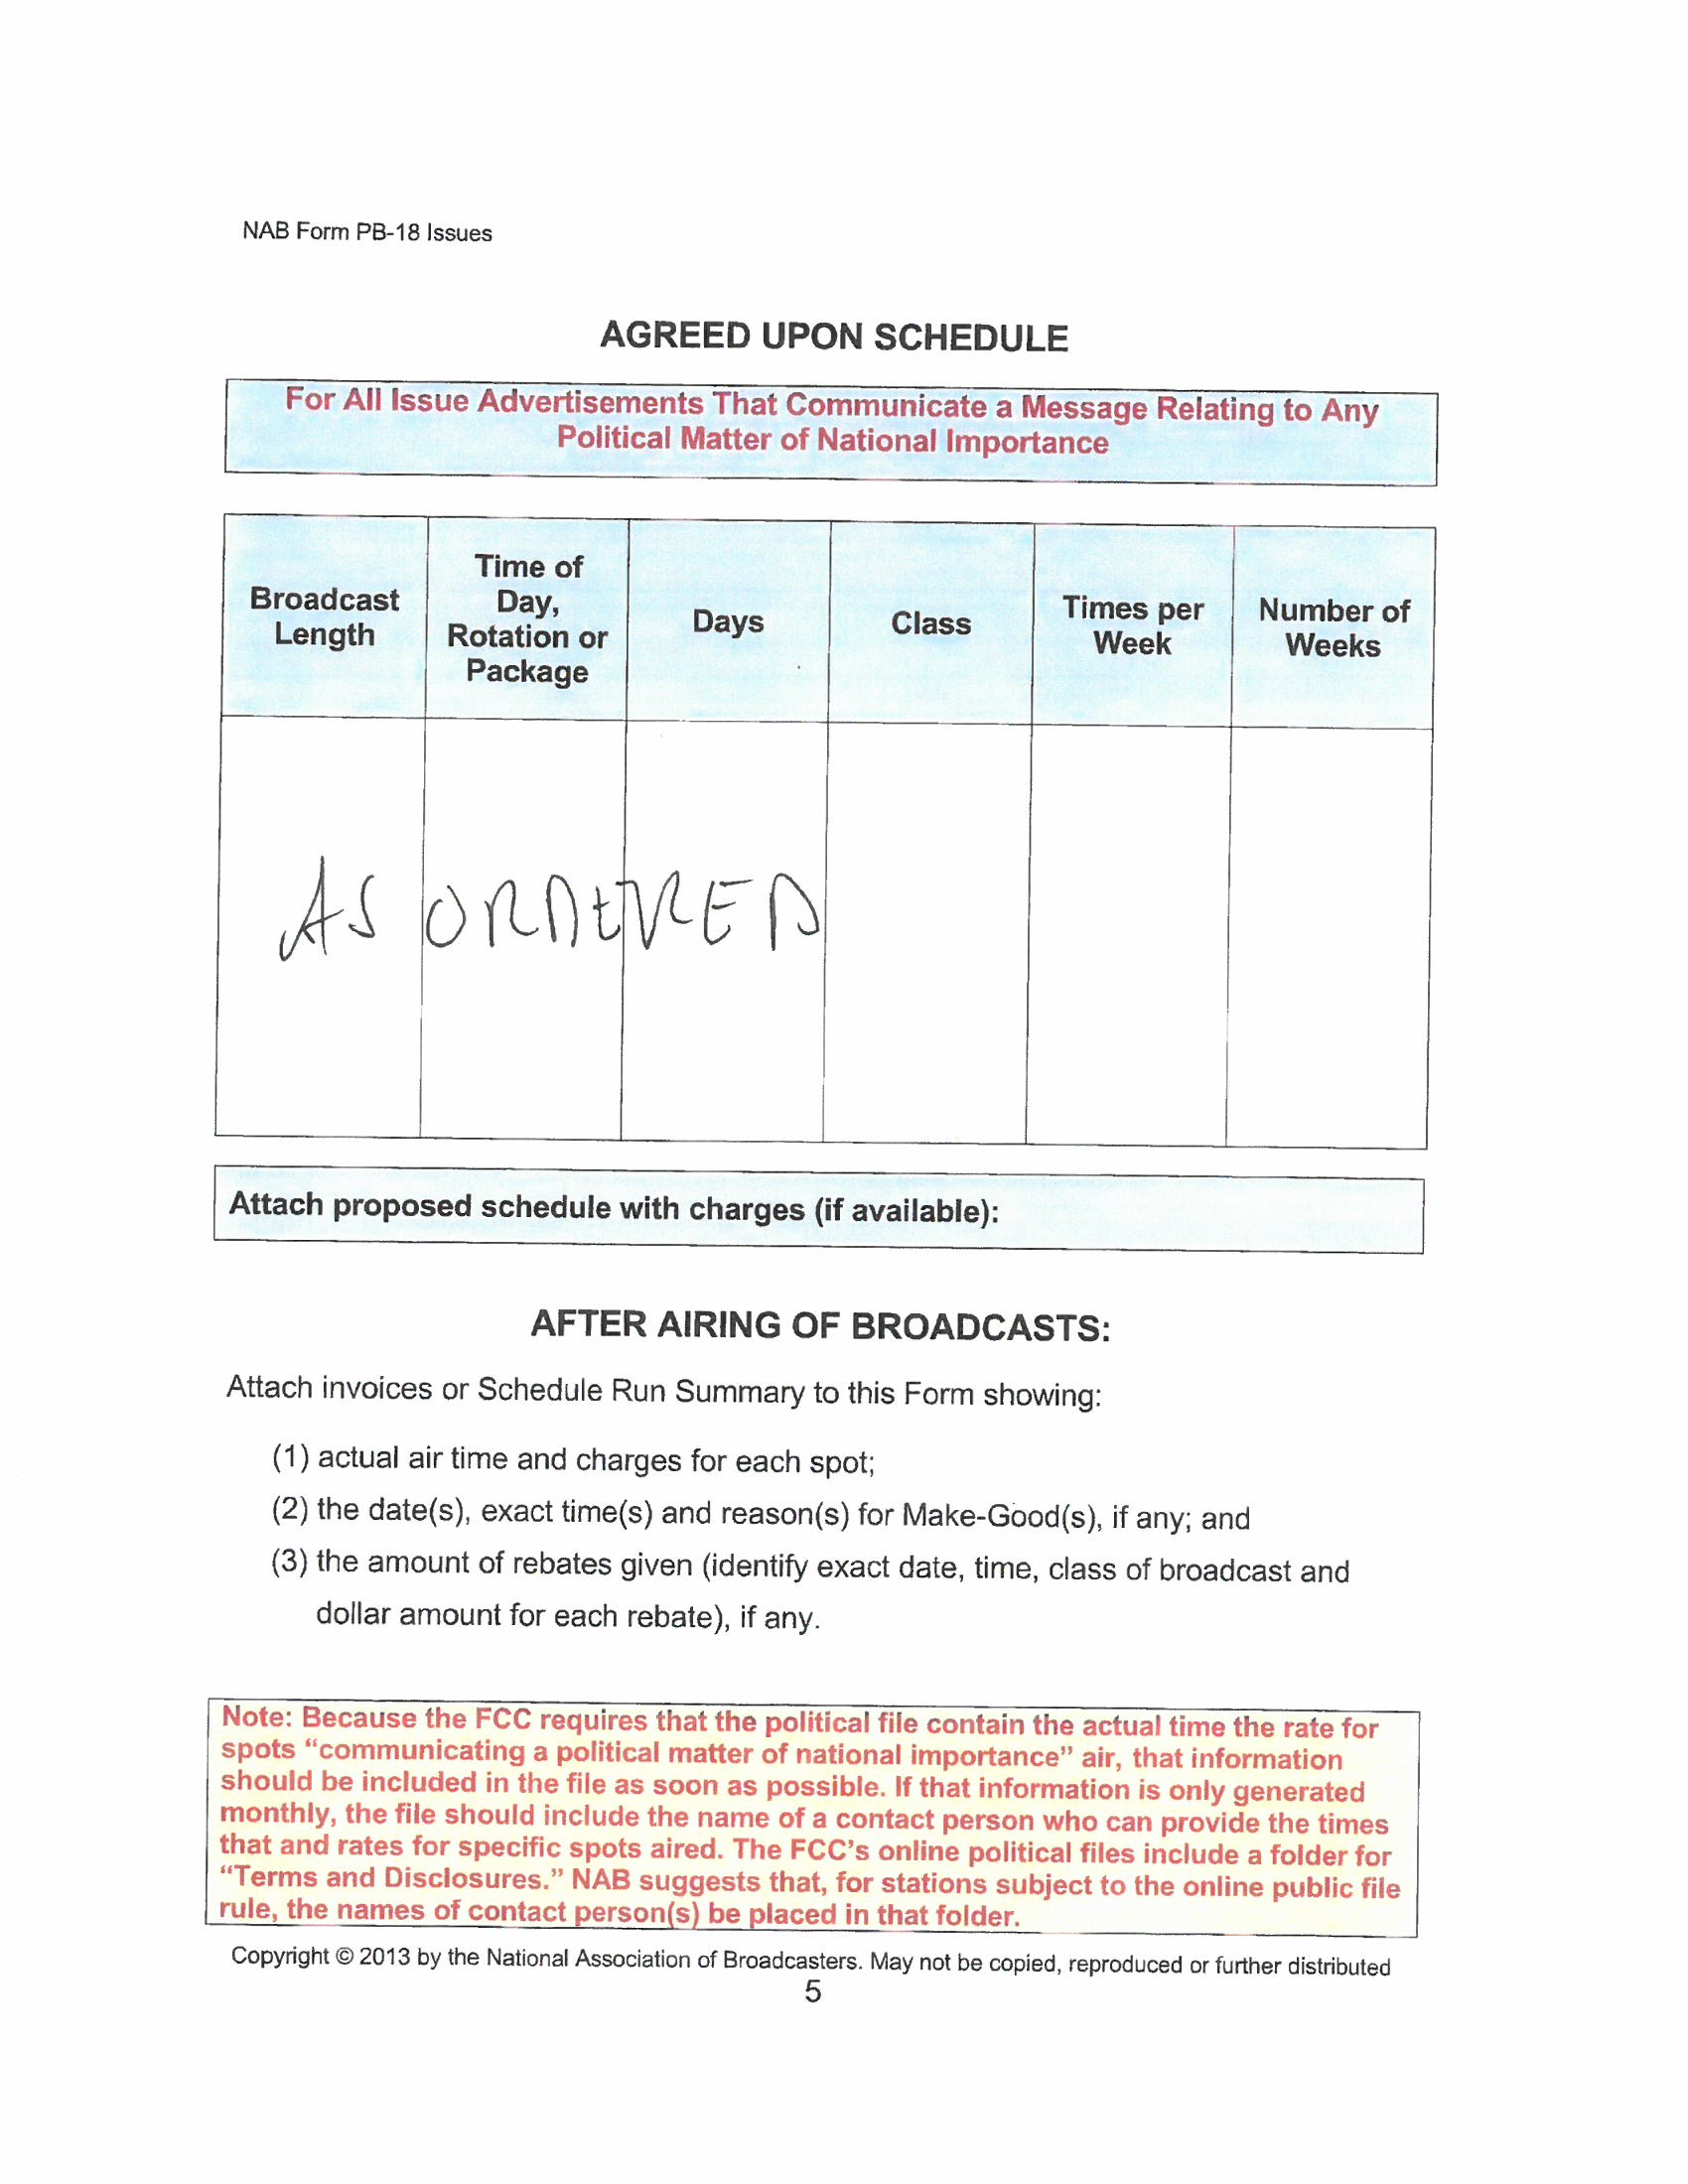 NAB Form PB-18 Issues
AGREED UPON SCHEDULE
For All Issue Advertisements That Communicate a Message Relating to Any
Political Matter of National Importance
Broadcast
Length
Time of
Day,
Rotation or
Package
Days
Class
Times per
Week
Number of
Weeks
AS ORDERED
Attach proposed schedule with charges (if available):
AFTER AIRING OF BROADCASTS:
Attach invoices or Schedule Run Summary to this Form showing:
(1) actual air time and charges for each spot;
(2) the date(s), exact time(s) and reason(s) for Make-Good(s), if any; and
(3) the amount of rebates given (identify exact date, time, class of broadcast and
dollar amount for each rebate), if any.
Note: Because the FCC requires that the political file contain the actual time the rate for
spots “communicating a political matter of national importance” air, that information
should be included in the file as soon as possible. If that information is only generated
monthly, the file should include the name of a contact person who can provide the times
that and rates for specific spots aired. The FCC’s online political files include a folder for
“Terms and Disclosures.” NAB suggests that, for stations subject to the online public file
rule, the names of contact person(s) be placed in that folder.
Copyright © 2013 by the National Association of Broadcasters. May not be copied, reproduced or further distributed
5